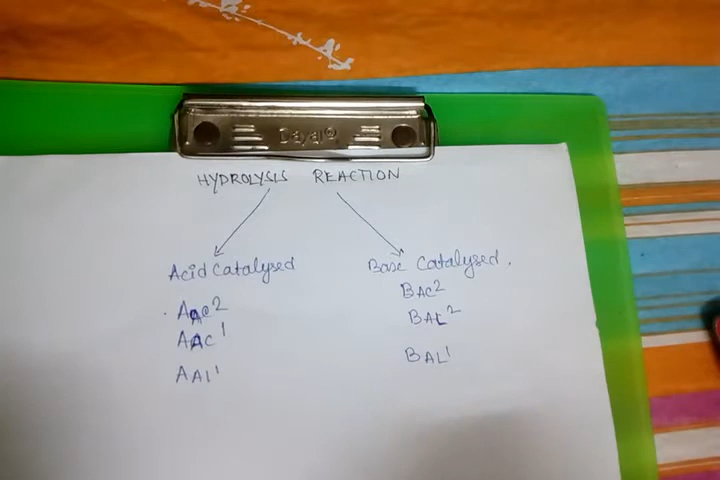 Dayal®
HYDROLYSIS REACTION
Acid Catalysed
AAC2
AAC1
AAl1
Base Catalysed.
BAC2
BAL2
BAL1